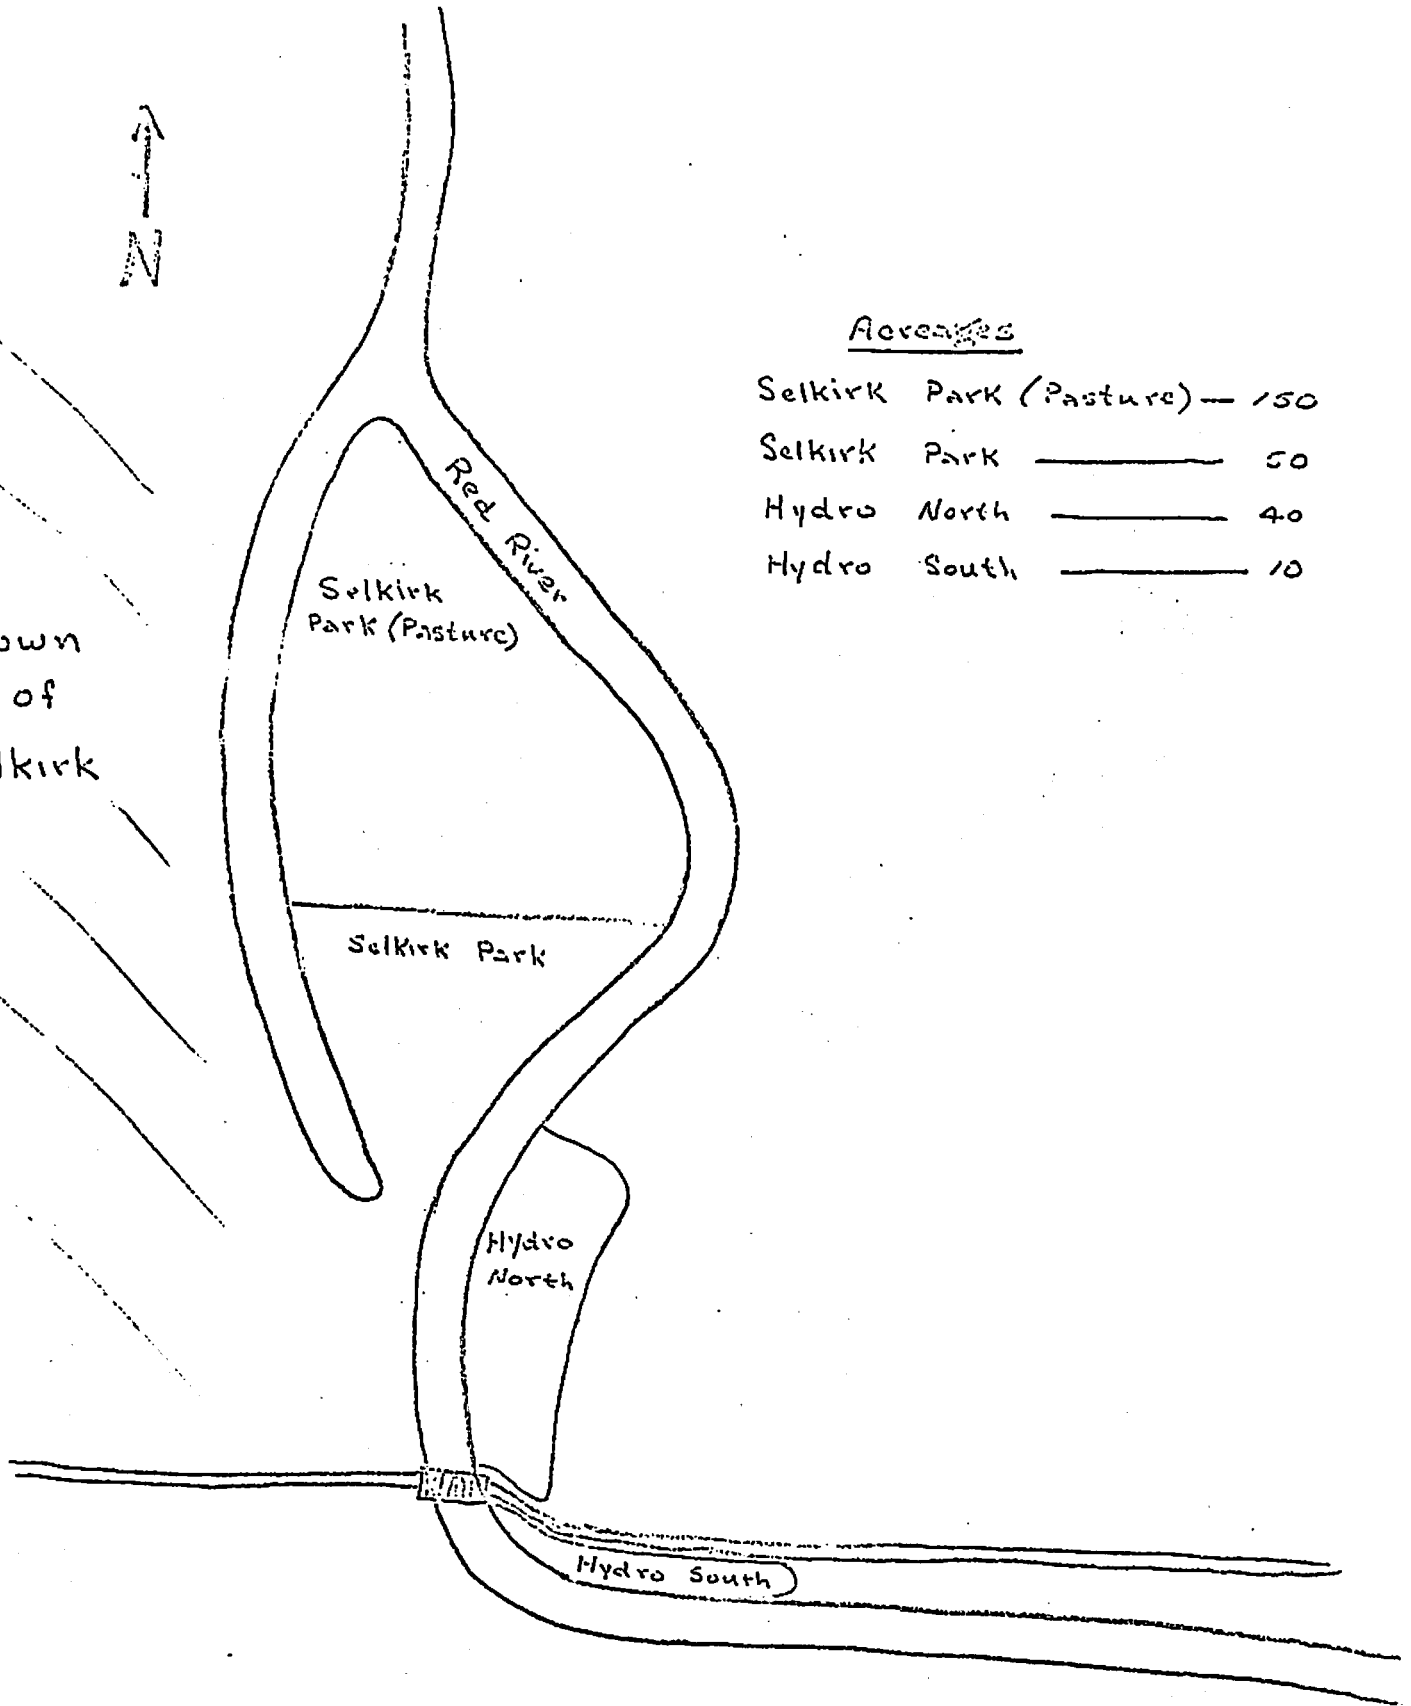 N
Acreages
Selkirk Park (Pasture) — 150
Selkirk Park — 50
Hydro North — 40
Hydro South — 10
Red River
Selkirk
Park (Pasture)
own
of
lkirk
Selkirk Park
Hydro
North
Hydro South